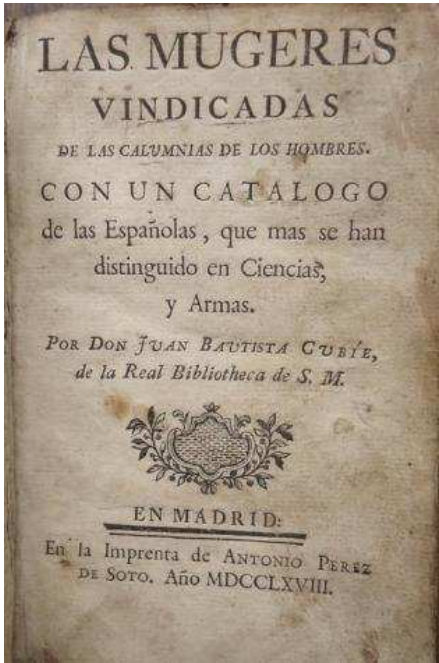 LAS MUGERES
VINDICADAS
DE LAS CALUMNIAS DE LOS HOMBRES.
CON UN CATALOGO
de las Españolas, que mas se han
distinguido en Ciencias,
y Armas.
POR DON JUAN BAUTISTA CUBÍE,
de la Real Bibliotheca de S. M.
EN MADRID:
En la Imprenta de ANTONIO PEREZ
DE SOTO. Año MDCCLXVIII.